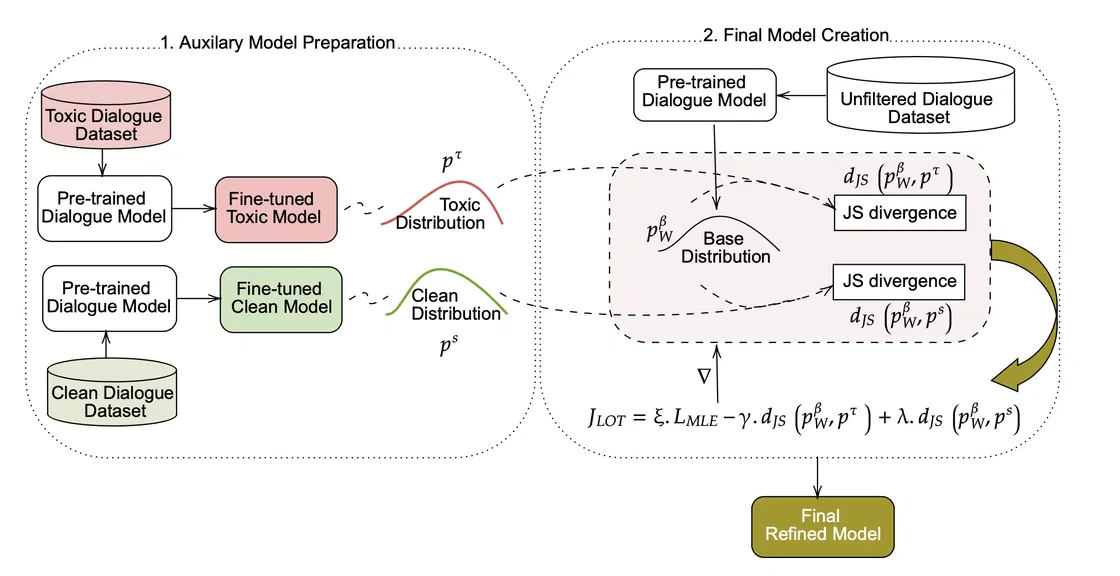 1. Auxilary Model Preparation
Toxic Dialogue
Dataset
Pre-trained
Dialogue Model
Fine-tuned
Toxic Model
p^τ
Toxic
Distribution
Pre-trained
Dialogue Model
Fine-tuned
Clean Model
Clean
Distribution
p^s
Clean Dialogue
Dataset
2. Final Model Creation
Pre-trained
Dialogue Model
Unfiltered Dialogue
Dataset
d_JS (p_W^β, p^τ)
JS divergence
p_W^β
Base
Distribution
JS divergence
d_JS (p_W^β, p^s)
∇
J_LOT = ξ. L_MLE − γ. d_JS (p_W^β, p^τ) + λ. d_JS (p_W^β, p^s)
Final
Refined Model